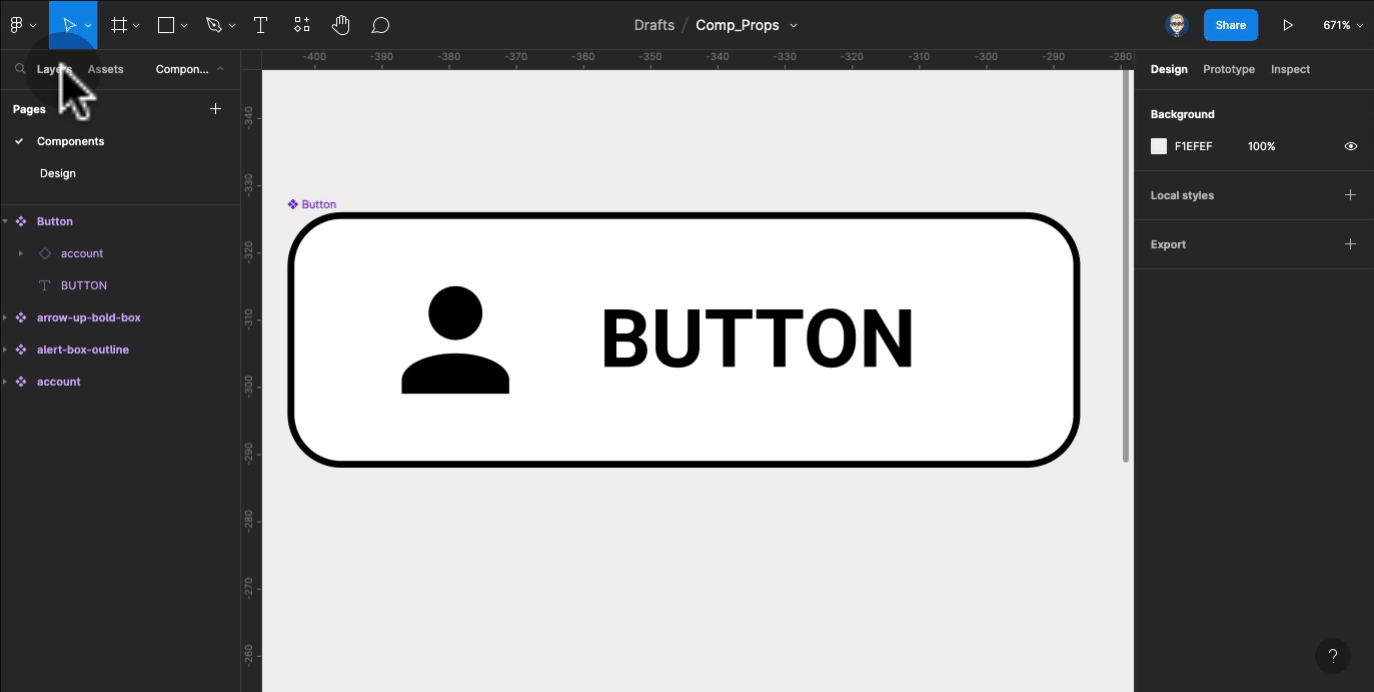 Drafts / Comp_Props
Share
671%
Layers Assets Compon...
Pages
Components
Design
Button
account
BUTTON
arrow-up-bold-box
alert-box-outline
account
-400 -390 -380 -370 -360 -350 -340 -330 -320 -310 -300 -290 -280
-340
-330
-320
-310
-300
-290
-280
-270
-260
Button
BUTTON
Design Prototype Inspect
Background
F1EFEF 100%
Local styles
Export
?